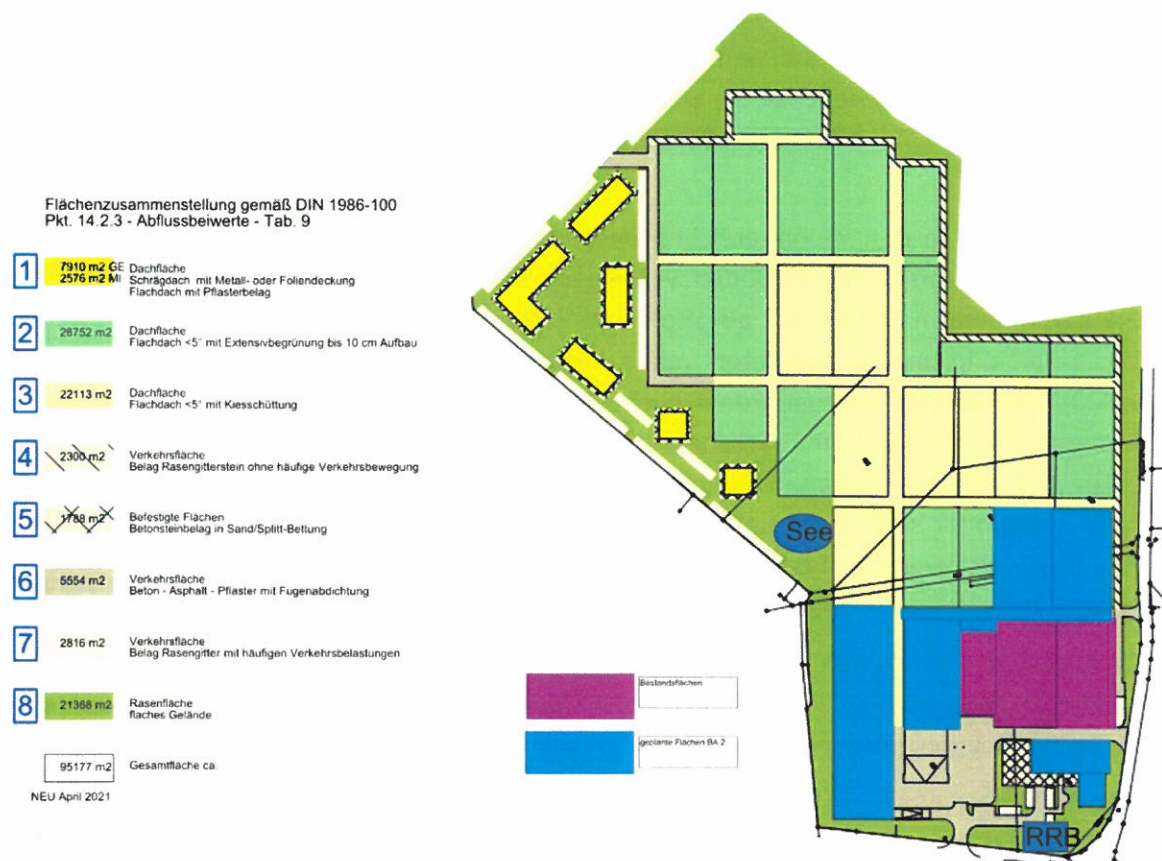 Flächenzusammenstellung gemäß DIN 1986-100
Pkt. 14.2.3 - Abflussbeiwerte - Tab. 9
1
7910 m2 GE
2576 m2 MI
Dachfläche
Schrägdach mit Metall- oder Foliendeckung
Flachdach mit Pflasterbelag
2
28752 m2
Dachfläche
Flachdach <5° mit Extensivbegrünung bis 10 cm Aufbau
3
22113 m2
Dachfläche
Flachdach <5° mit Kiesschüttung
4
2300 m2
Verkehrsfläche
Belag Rasengitterstein ohne häufige Verkehrsbewegung
5
1788 m2
Befestigte Flächen
Betonsteinbelag in Sand/Splitt-Bettung
6
5554 m2
Verkehrsfläche
Beton - Asphalt - Pflaster mit Fugenabdichtung
7
2816 m2
Verkehrsfläche
Belag Rasengitter mit häufigen Verkehrsbelastungen
8
21368 m2
Rasenfläche
flaches Gelände
95177 m2
Gesamtfläche ca.
NEU April 2021
Bestandsflächen
geplante Flächen BA 2
See
RRB